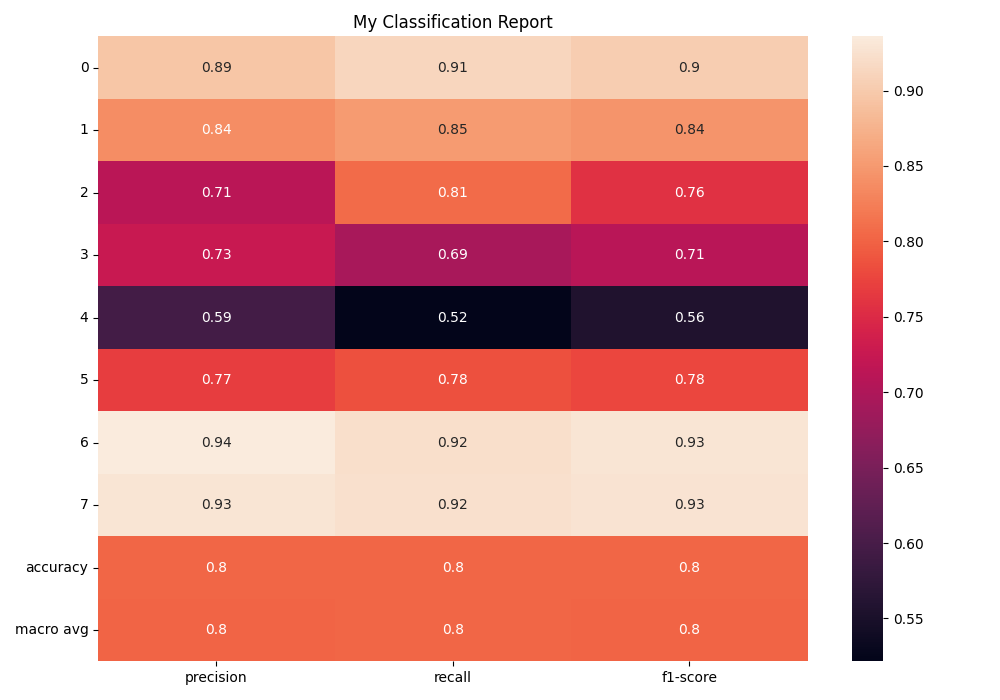 My Classification Report
0 0.89 0.91 0.9
1 0.84 0.85 0.84
2 0.71 0.81 0.76
3 0.73 0.69 0.71
4 0.59 0.52 0.56
5 0.77 0.78 0.78
6 0.94 0.92 0.93
7 0.93 0.92 0.93
accuracy 0.8 0.8 0.8
macro avg 0.8 0.8 0.8
precision recall f1-score
0.90
0.85
0.80
0.75
0.70
0.65
0.60
0.55